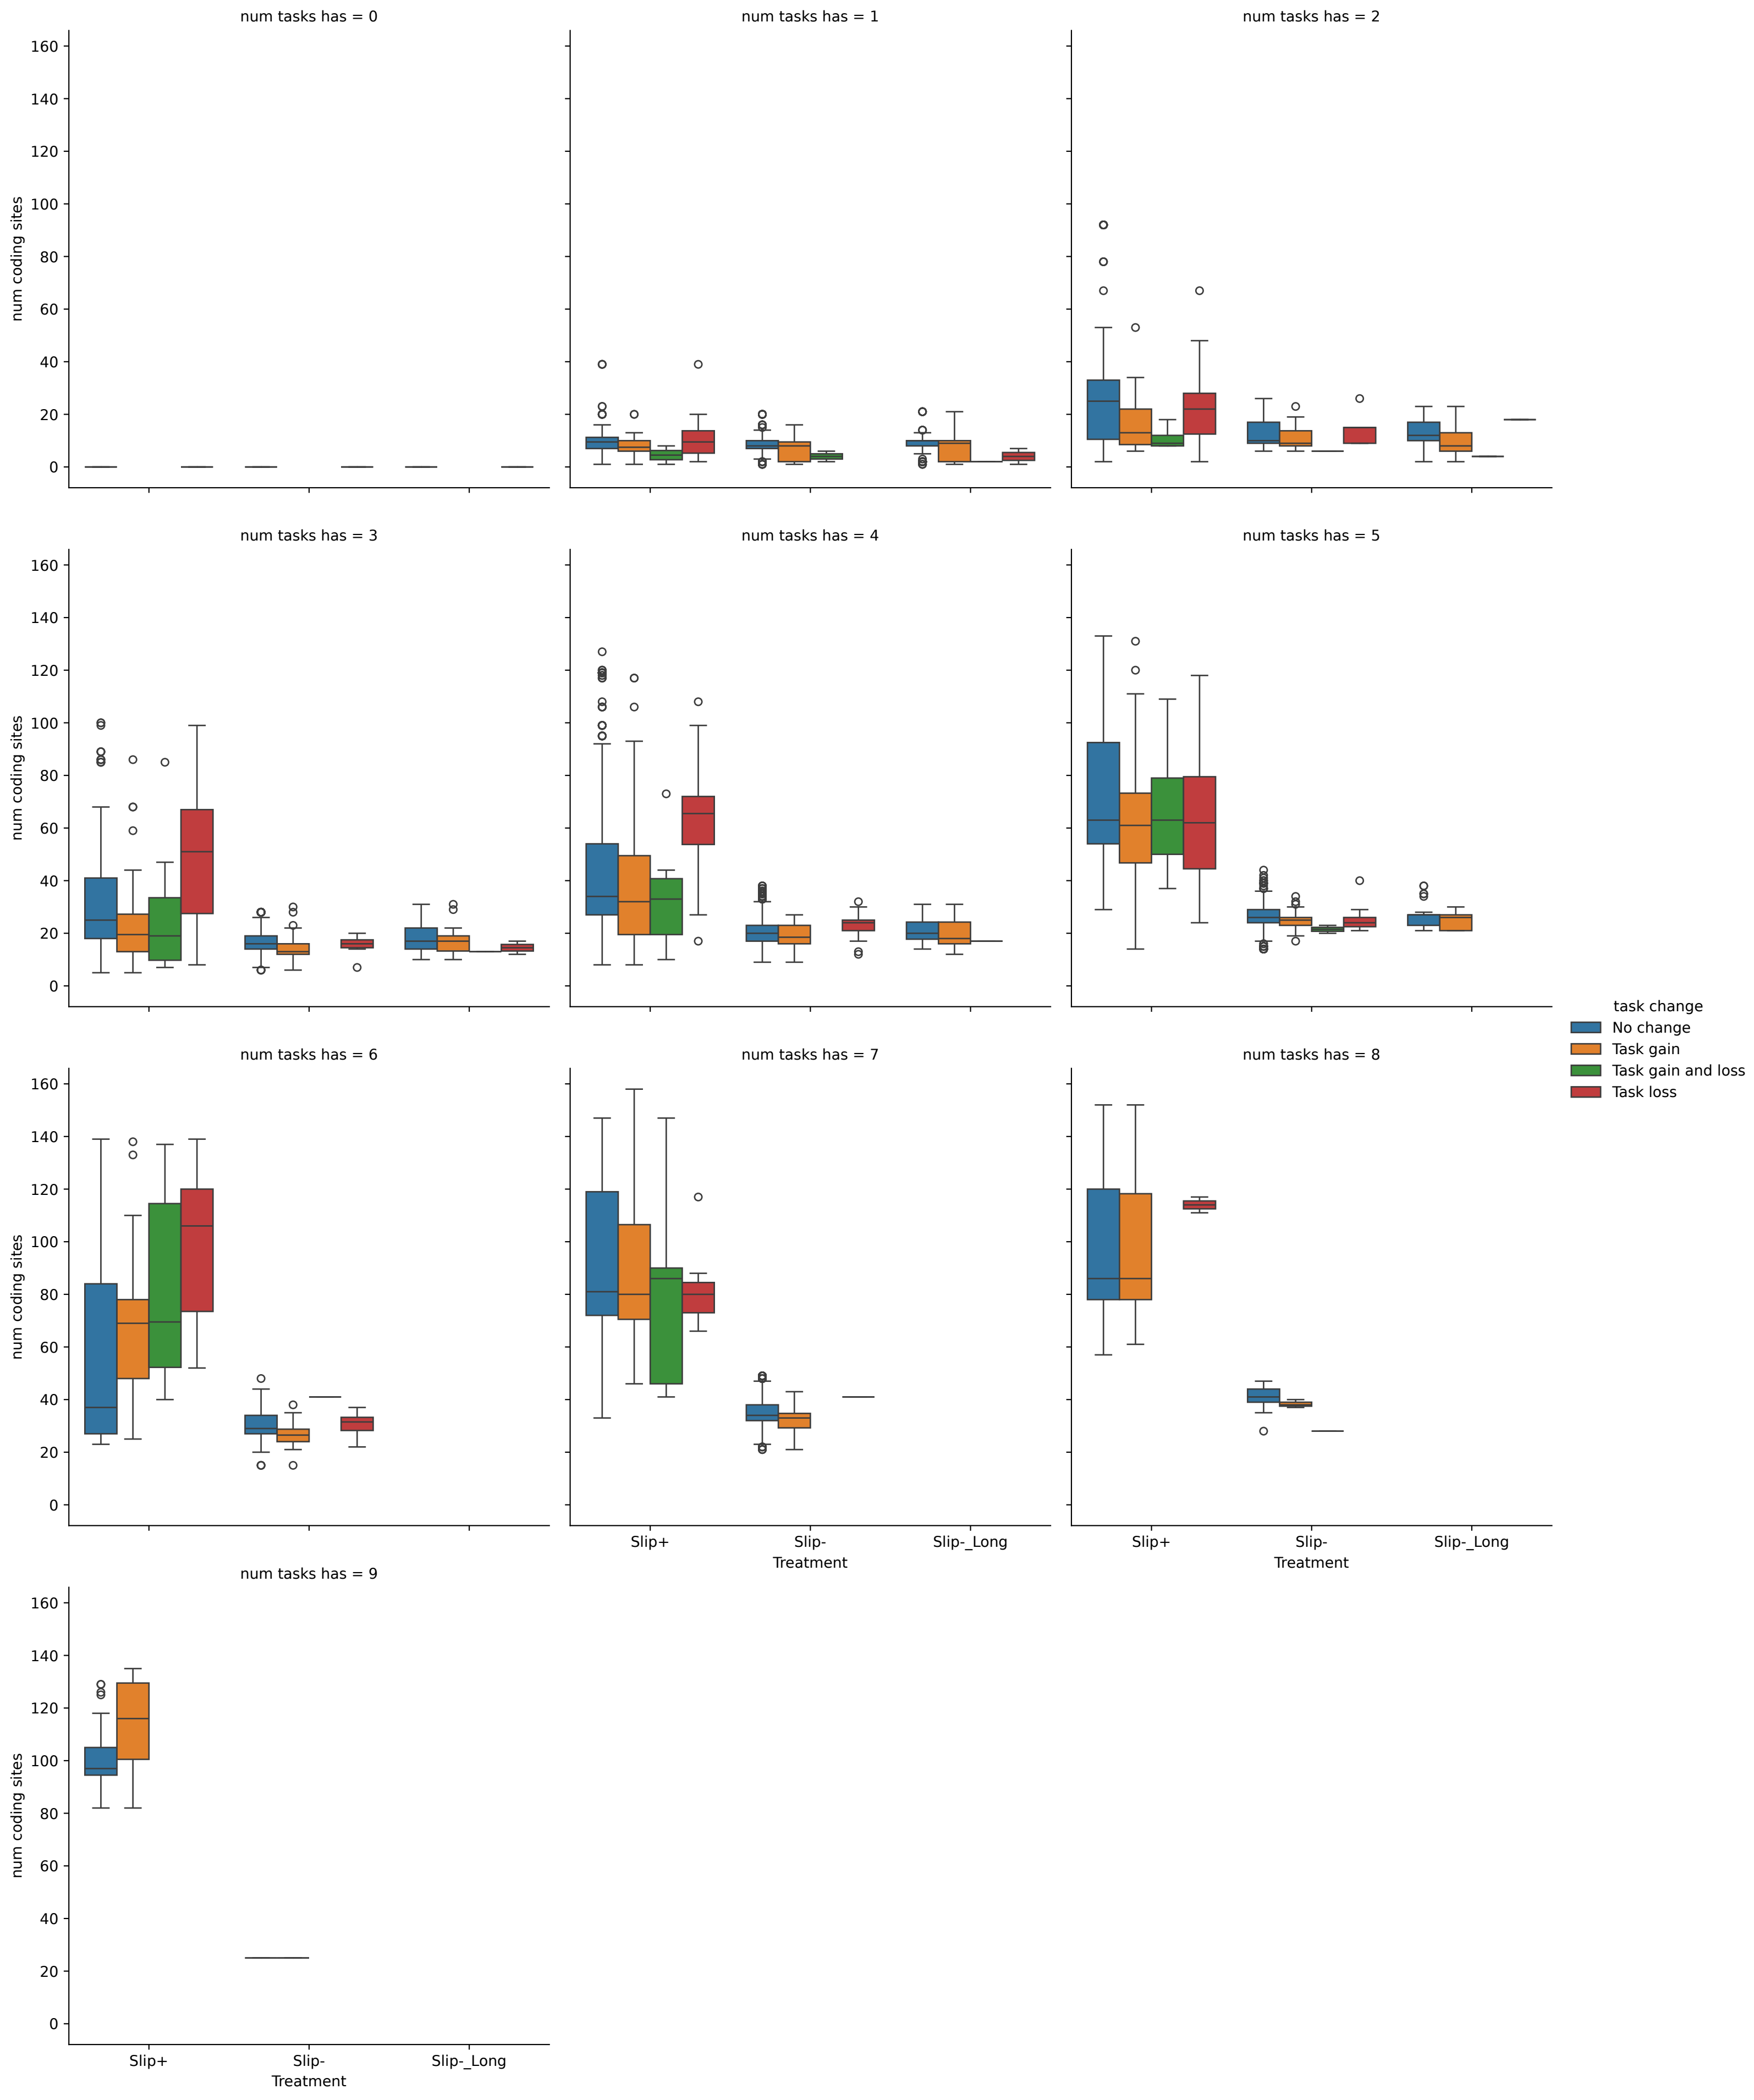 num tasks has = 0
num tasks has = 1
num tasks has = 2
160
140
120
100
80
60
40
20
0
num coding sites
num tasks has = 3
num tasks has = 4
num tasks has = 5
160
140
120
100
80
60
40
20
0
num coding sites
task change
No change
Task gain
Task gain and loss
Task loss
num tasks has = 6
num tasks has = 7
num tasks has = 8
160
140
120
100
80
60
40
20
0
num coding sites
Slip+ Slip- Slip-_Long
Treatment
Slip+ Slip- Slip-_Long
Treatment
num tasks has = 9
160
140
120
100
80
60
40
20
0
num coding sites
Slip+ Slip- Slip-_Long
Treatment